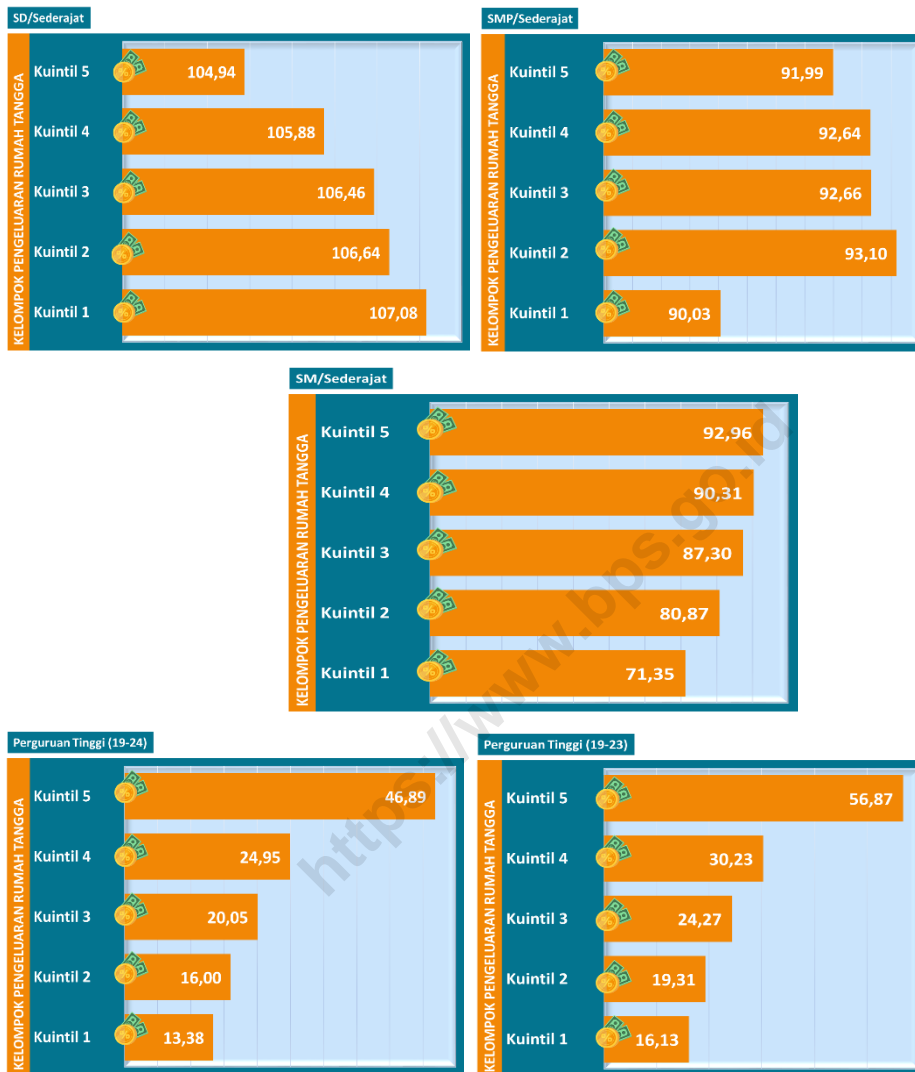 SD/Sederajat
KELOMPOK PENGELUARAN RUMAH TANGGA
Kuintil 5 % 104,94
Kuintil 4 % 105,88
Kuintil 3 % 106,46
Kuintil 2 % 106,64
Kuintil 1 % 107,08
SMP/Sederajat
KELOMPOK PENGELUARAN RUMAH TANGGA
Kuintil 5 % 91,99
Kuintil 4 % 92,64
Kuintil 3 % 92,66
Kuintil 2 % 93,10
Kuintil 1 % 90,03
SM/Sederajat
KELOMPOK PENGELUARAN RUMAH TANGGA
Kuintil 5 % 92,96
Kuintil 4 % 90,31
Kuintil 3 % 87,30
Kuintil 2 % 80,87
Kuintil 1 % 71,35
Perguruan Tinggi (19-24)
KELOMPOK PENGELUARAN RUMAH TANGGA
Kuintil 5 % 46,89
Kuintil 4 % 24,95
Kuintil 3 % 20,05
Kuintil 2 % 16,00
Kuintil 1 % 13,38
Perguruan Tinggi (19-23)
KELOMPOK PENGELUARAN RUMAH TANGGA
Kuintil 5 % 56,87
Kuintil 4 % 30,23
Kuintil 3 % 24,27
Kuintil 2 % 19,31
Kuintil 1 % 16,13
https://www.bps.go.id